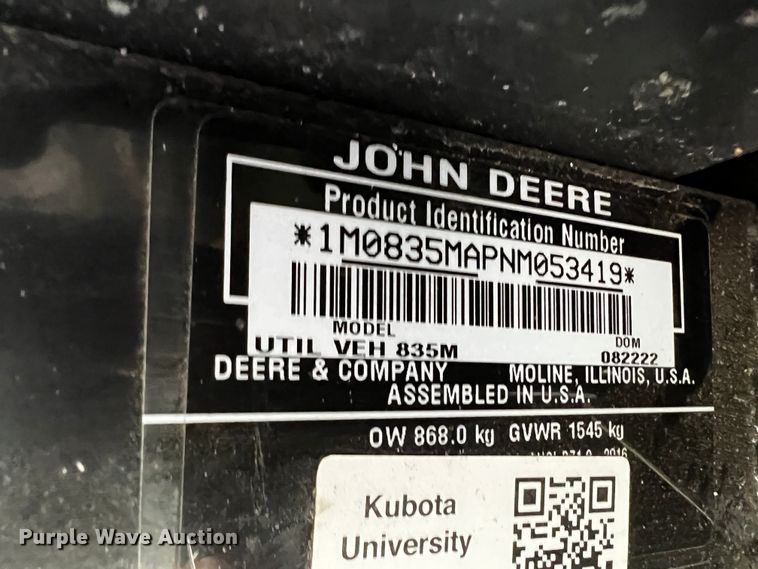 JOHN DEERE
Product Identification Number
*1M0835MAPNM053419*
MODEL
DOM
UTIL VEH 835M
082222
DEERE & COMPANY MOLINE, ILLINOIS, U.S.A.
ASSEMBLED IN U.S.A.
OW 868.0 kg GVWR 1545 kg
2016
Kubota
University
Purple Wave Auction